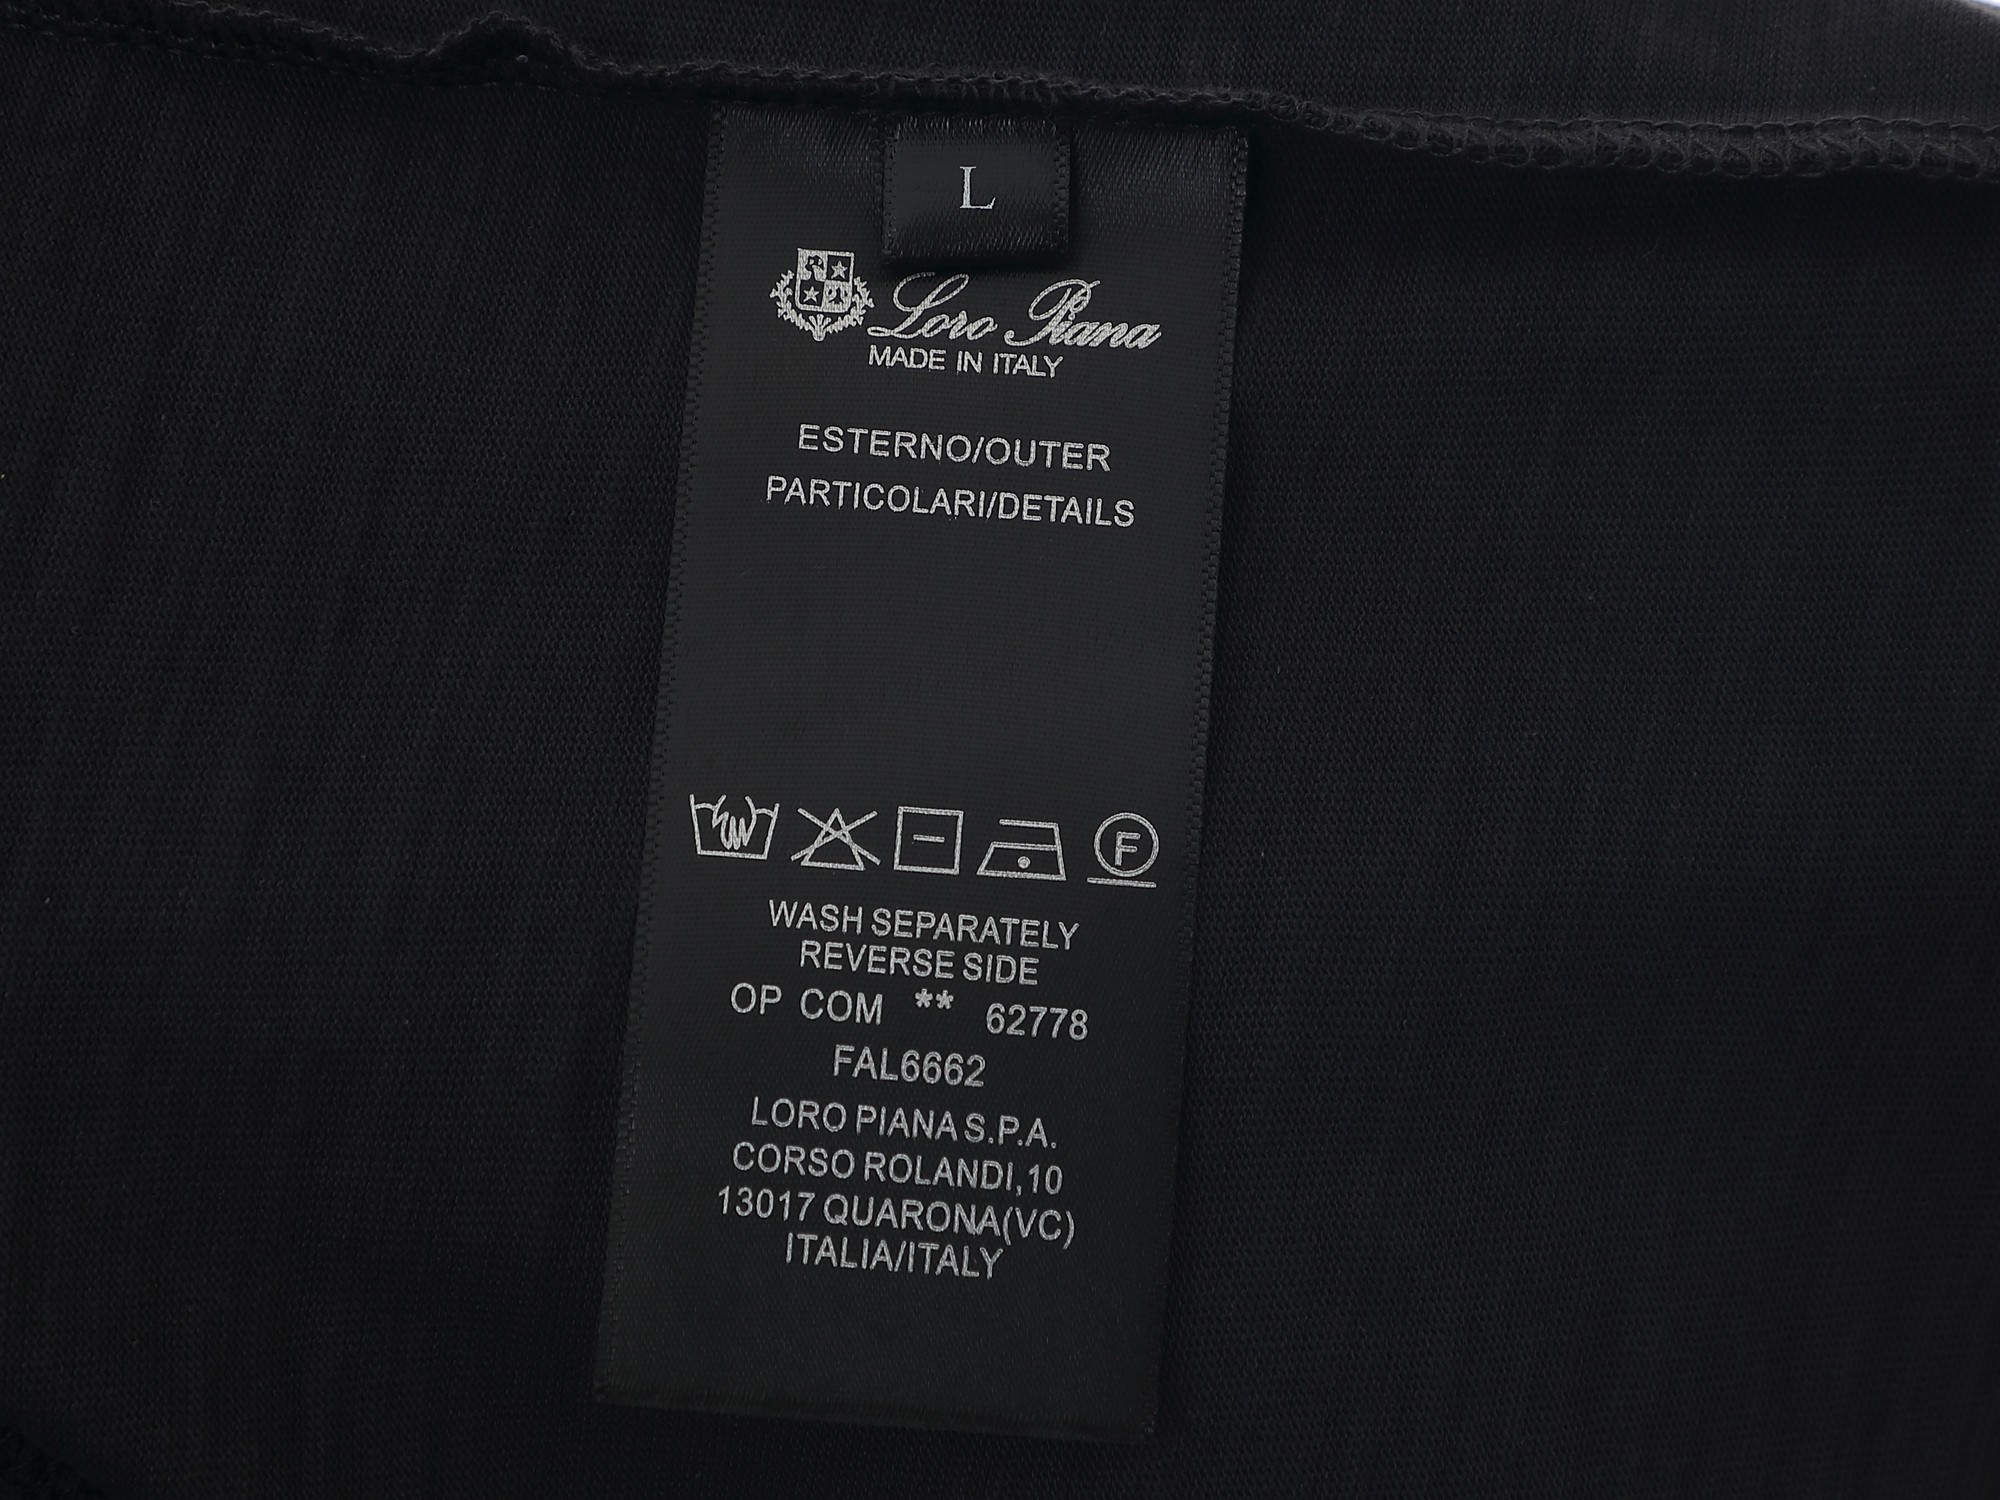 L
Loro Piana
MADE IN ITALY
ESTERNO/OUTER
PARTICOLARI/DETAILS
F
WASH SEPARATELY
REVERSE SIDE
OP COM ** 62778
FAL6662
LORO PIANA S.P.A.
CORSO ROLANDI,10
13017 QUARONA(VC)
ITALIA/ITALY